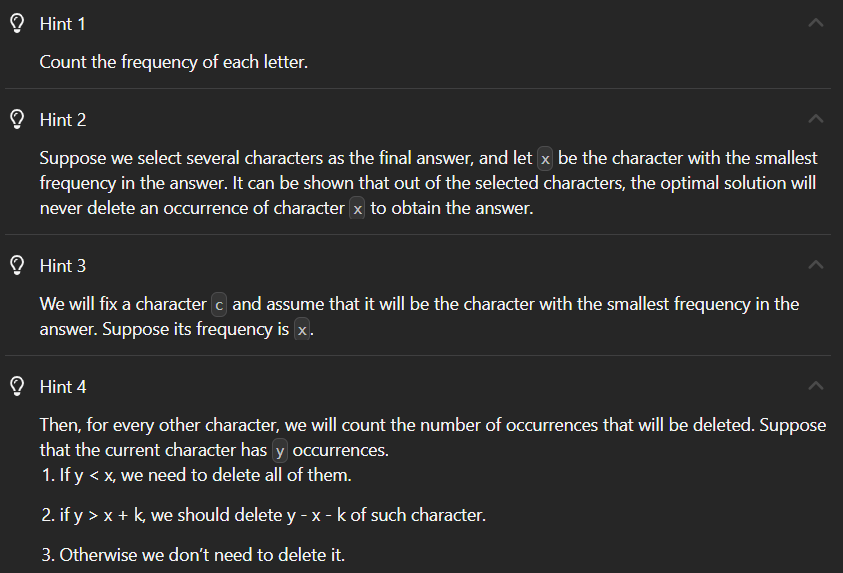 Hint 1
Count the frequency of each letter.
Hint 2
Suppose we select several characters as the final answer, and let x be the character with the smallest
frequency in the answer. It can be shown that out of the selected characters, the optimal solution will
never delete an occurrence of character x to obtain the answer.
Hint 3
We will fix a character c and assume that it will be the character with the smallest frequency in the
answer. Suppose its frequency is x.
Hint 4
Then, for every other character, we will count the number of occurrences that will be deleted. Suppose
that the current character has y occurrences.
1. If y < x, we need to delete all of them.
2. if y > x + k, we should delete y - x - k of such character.
3. Otherwise we don’t need to delete it.